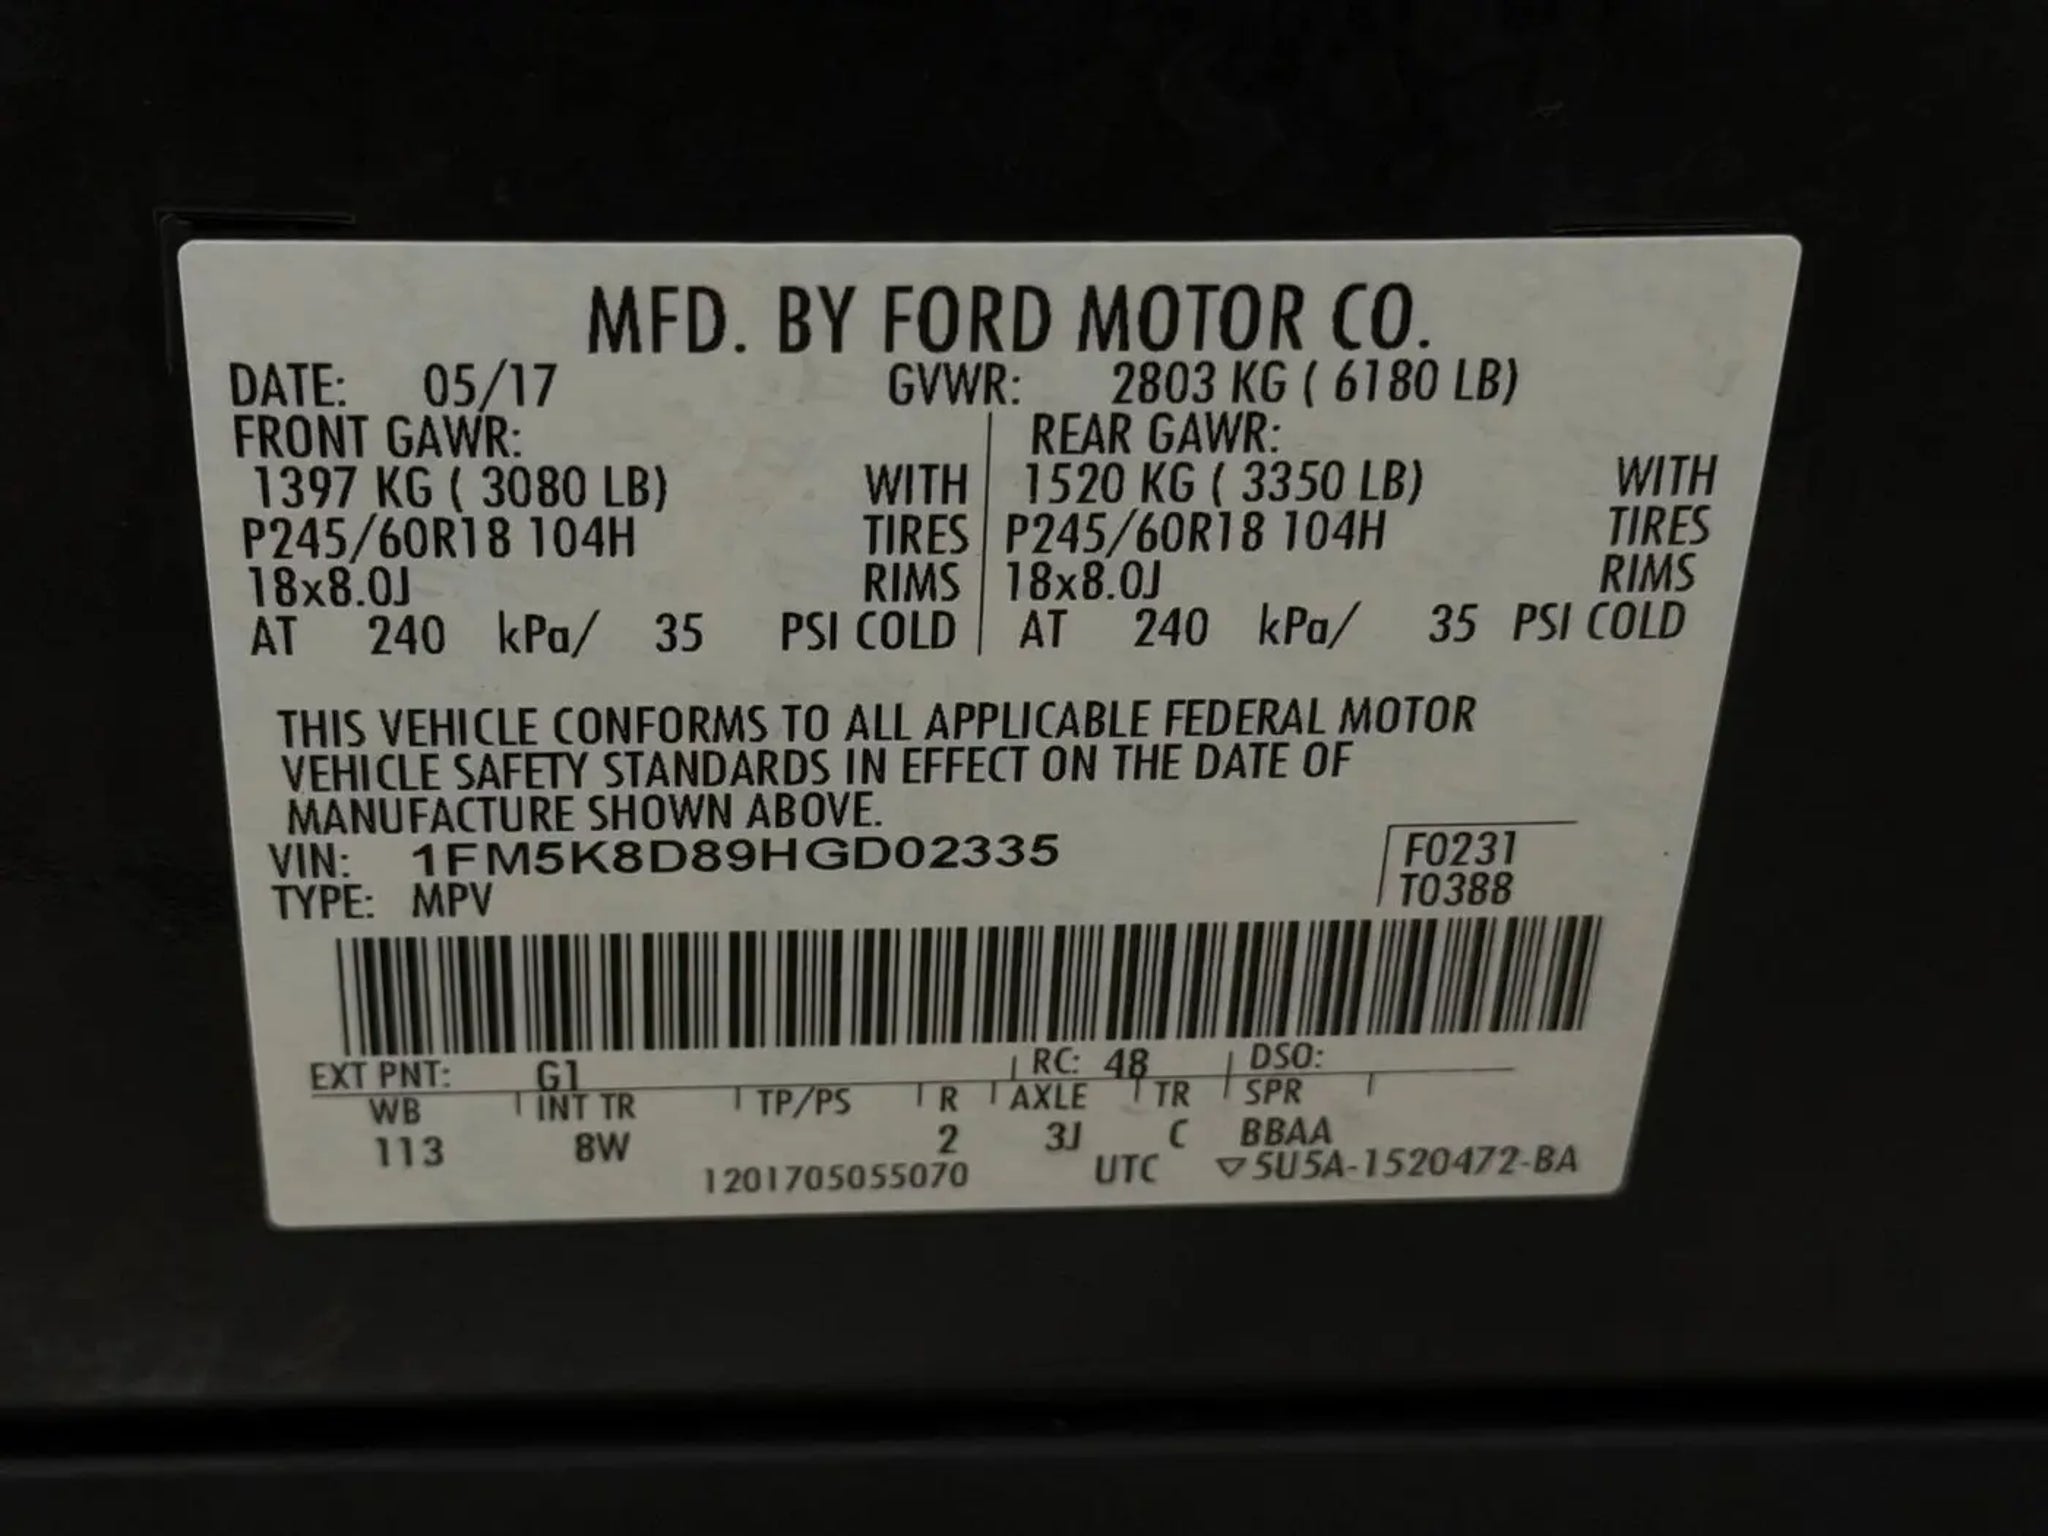 MFD. BY FORD MOTOR CO.
DATE: 05/17 GVWR: 2803 KG ( 6180 LB)
FRONT GAWR: REAR GAWR:
1397 KG ( 3080 LB) WITH 1520 KG ( 3350 LB) WITH
P245/60R18 104H TIRES P245/60R18 104H TIRES
18x8.0J RIMS 18x8.0J RIMS
AT 240 kPa/ 35 PSI COLD AT 240 kPa/ 35 PSI COLD
THIS VEHICLE CONFORMS TO ALL APPLICABLE FEDERAL MOTOR
VEHICLE SAFETY STANDARDS IN EFFECT ON THE DATE OF
MANUFACTURE SHOWN ABOVE.
VIN: 1FM5K8D89HGD02335 F0231
TYPE: MPV T0388
EXT PNT: G1 RC: 48 DSO:
WB INT TR TP/PS R AXLE TR SPR
113 8W 2 3J C BBAA
1201705055070 UTC ▽5U5A-1520472-BA